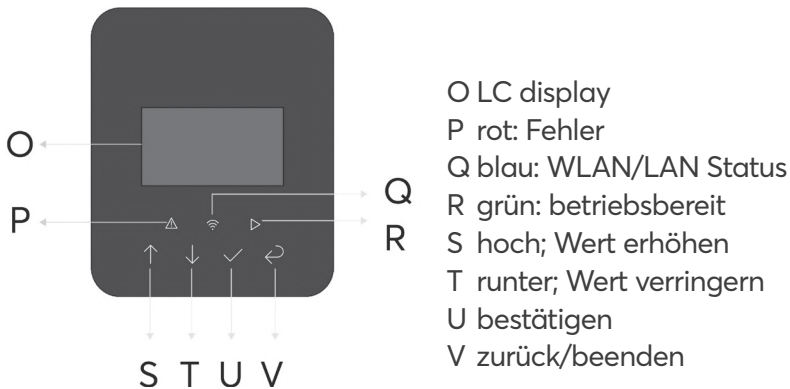 O
P
Q
R
S T U V
O LC display
P rot: Fehler
Q blau: WLAN/LAN Status
R grün: betriebsbereit
S hoch; Wert erhöhen
T runter; Wert verringern
U bestätigen
V zurück/beenden